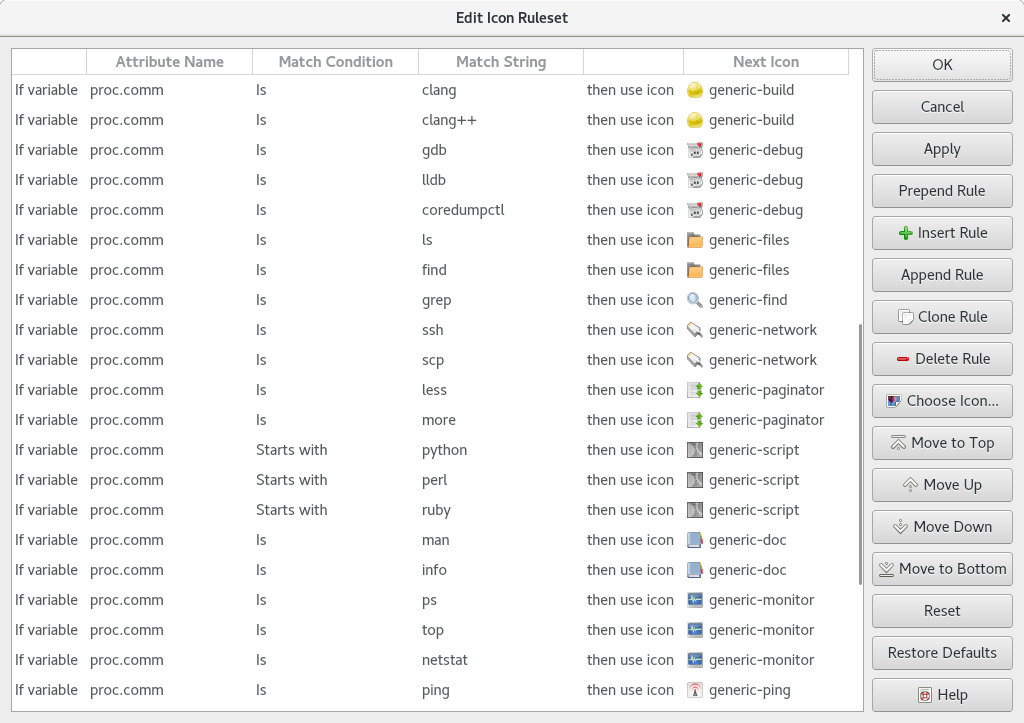 Edit Icon Ruleset
Attribute Name Match Condition Match String Next Icon
If variable proc.comm Is clang then use icon generic-build
If variable proc.comm Is clang++ then use icon generic-build
If variable proc.comm Is gdb then use icon generic-debug
If variable proc.comm Is lldb then use icon generic-debug
If variable proc.comm Is coredumpctl then use icon generic-debug
If variable proc.comm Is ls then use icon generic-files
If variable proc.comm Is find then use icon generic-files
If variable proc.comm Is grep then use icon generic-find
If variable proc.comm Is ssh then use icon generic-network
If variable proc.comm Is scp then use icon generic-network
If variable proc.comm Is less then use icon generic-paginator
If variable proc.comm Is more then use icon generic-paginator
If variable proc.comm Starts with python then use icon generic-script
If variable proc.comm Starts with perl then use icon generic-script
If variable proc.comm Starts with ruby then use icon generic-script
If variable proc.comm Is man then use icon generic-doc
If variable proc.comm Is info then use icon generic-doc
If variable proc.comm Is ps then use icon generic-monitor
If variable proc.comm Is top then use icon generic-monitor
If variable proc.comm Is netstat then use icon generic-monitor
If variable proc.comm Is ping then use icon generic-ping
OK
Cancel
Apply
Prepend Rule
Insert Rule
Append Rule
Clone Rule
Delete Rule
Choose Icon...
Move to Top
Move Up
Move Down
Move to Bottom
Reset
Restore Defaults
Help